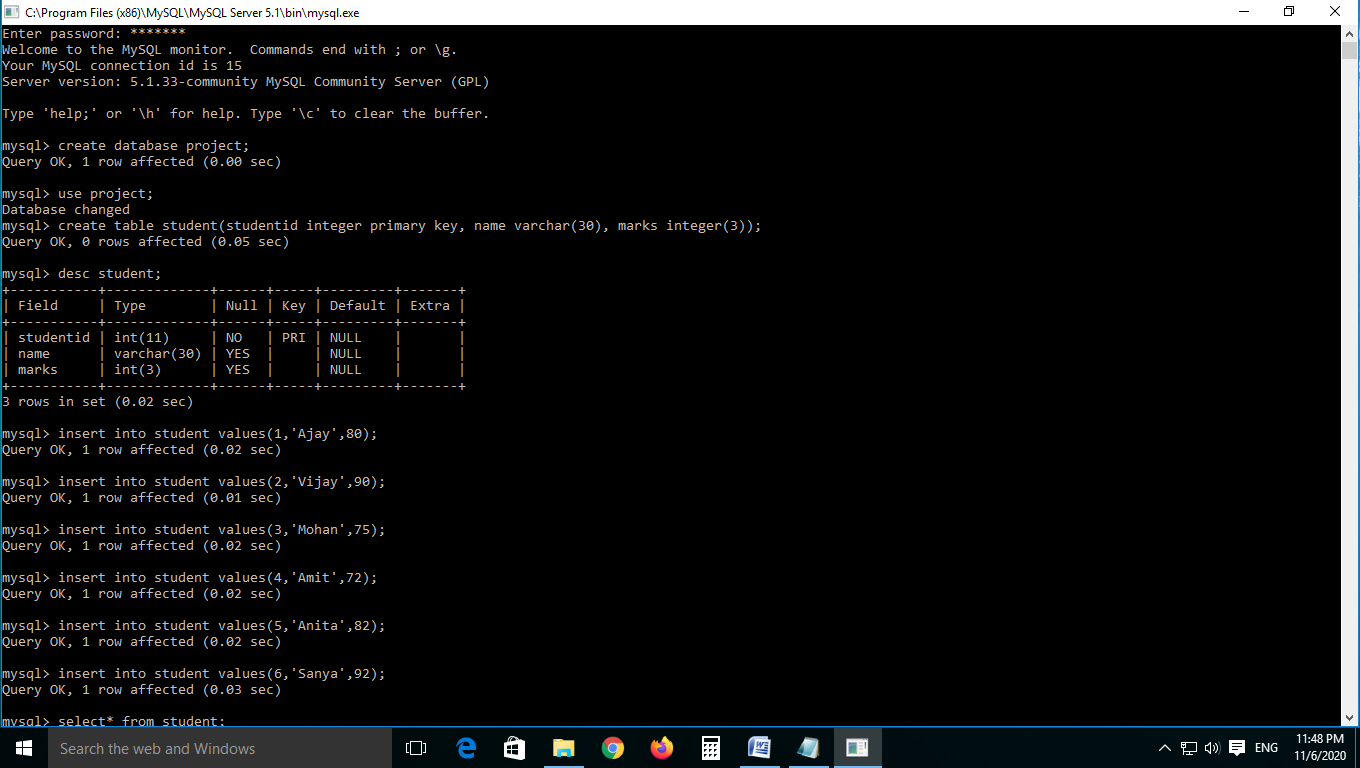 C:\Program Files (x86)\MySQL\MySQL Server 5.1\bin\mysql.exe
Enter password: *******
Welcome to the MySQL monitor.  Commands end with ; or \g.
Your MySQL connection id is 15
Server version: 5.1.33-community MySQL Community Server (GPL)

Type 'help;' or '\h' for help. Type '\c' to clear the buffer.

mysql> create database project;
Query OK, 1 row affected (0.00 sec)

mysql> use project;
Database changed
mysql> create table student(studentid integer primary key, name varchar(30), marks integer(3));
Query OK, 0 rows affected (0.05 sec)

mysql> desc student;
+-----------+-------------+------+-----+---------+-------+
| Field     | Type        | Null | Key | Default | Extra |
+-----------+-------------+------+-----+---------+-------+
| studentid | int(11)     | NO   | PRI | NULL    |       |
| name      | varchar(30) | YES  |     | NULL    |       |
| marks     | int(3)      | YES  |     | NULL    |       |
+-----------+-------------+------+-----+---------+-------+
3 rows in set (0.02 sec)

mysql> insert into student values(1,'Ajay',80);
Query OK, 1 row affected (0.02 sec)

mysql> insert into student values(2,'Vijay',90);
Query OK, 1 row affected (0.01 sec)

mysql> insert into student values(3,'Mohan',75);
Query OK, 1 row affected (0.02 sec)

mysql> insert into student values(4,'Amit',72);
Query OK, 1 row affected (0.02 sec)

mysql> insert into student values(5,'Anita',82);
Query OK, 1 row affected (0.02 sec)

mysql> insert into student values(6,'Sanya',92);
Query OK, 1 row affected (0.03 sec)

mysql> select* from student;
Search the web and Windows
ENG
11:48 PM
11/6/2020